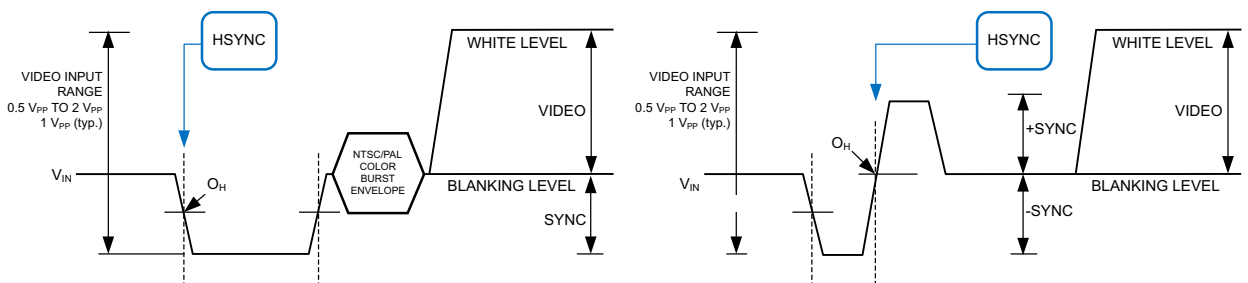 HSYNC
WHITE LEVEL
VIDEO INPUT
RANGE
0.5 VPP TO 2 VPP
1 VPP (typ.)
VIDEO
NTSC/PAL
COLOR
BURST
ENVELOPE
VIN
OH
BLANKING LEVEL
SYNC
HSYNC
WHITE LEVEL
VIDEO INPUT
RANGE
0.5 VPP TO 2 VPP
1 VPP (typ.)
VIDEO
+SYNC
OH
VIN
BLANKING LEVEL
-SYNC